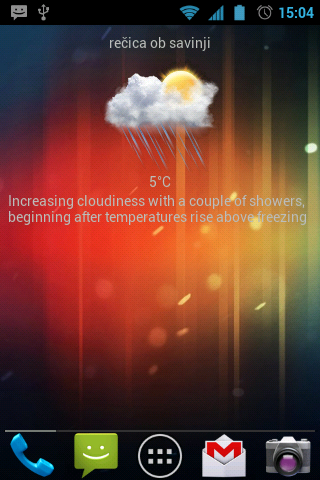 15:04
rečica ob savinji
5°C
Increasing cloudiness with a couple of showers,
beginning after temperatures rise above freezing